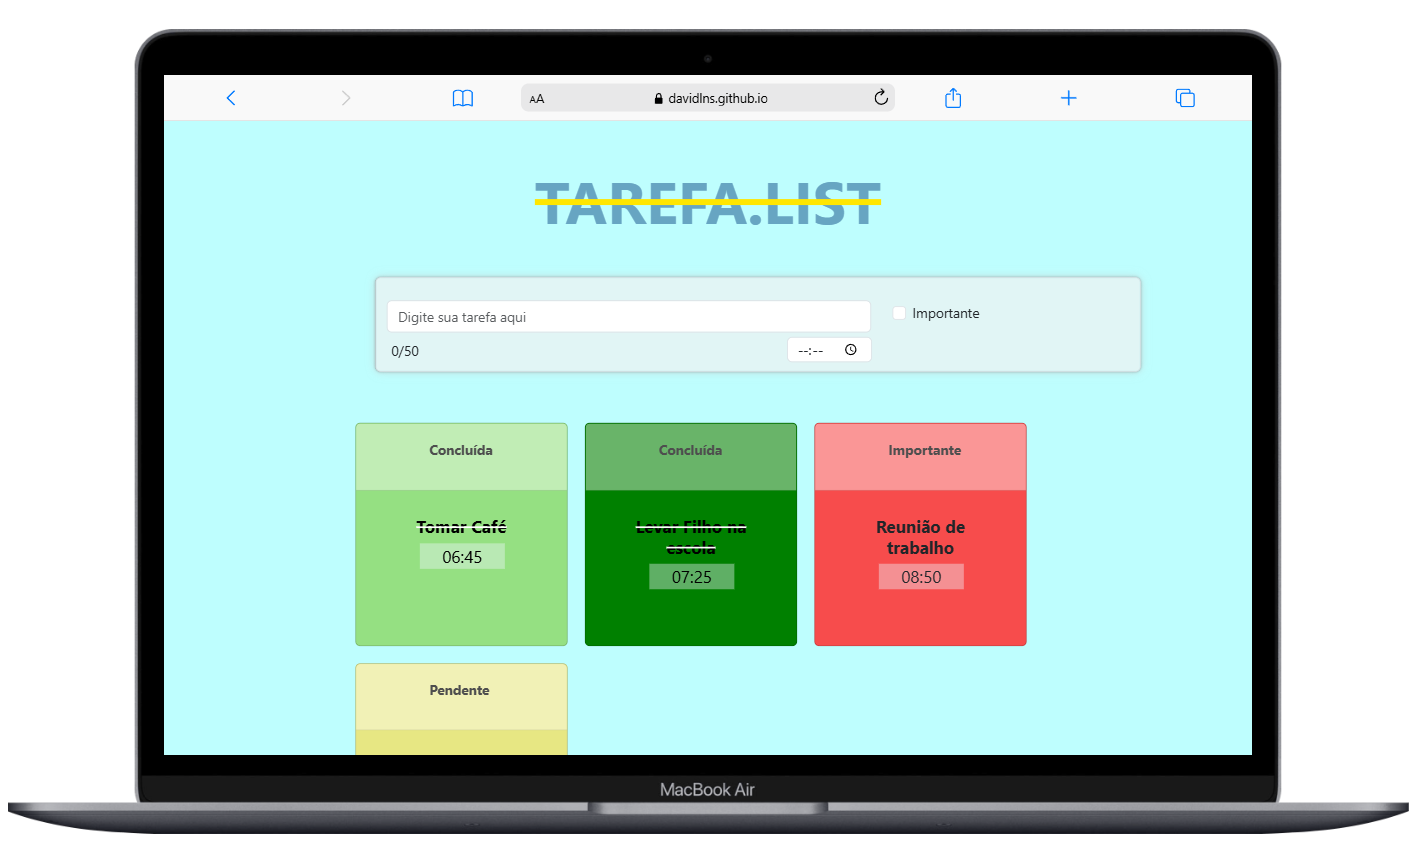 AA
davidlns.github.io
TAREFA.LIST
Digite sua tarefa aqui
Importante
0/50
--:--
Concluída
Tomar Café
06:45
Concluída
Levar Filho na
escola
07:25
Importante
Reunião de
trabalho
08:50
Pendente
MacBook Air